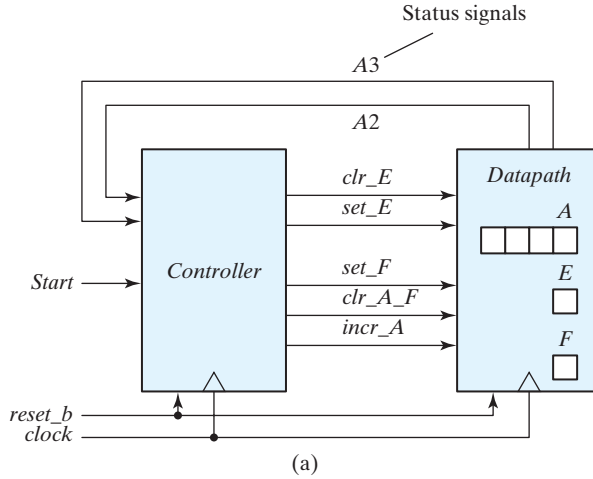 Status signals
A3
A2
clr_E
set_E
Datapath
A
Controller
Start
set_F
clr_A_F
incr_A
E
F
reset_b
clock
(a)